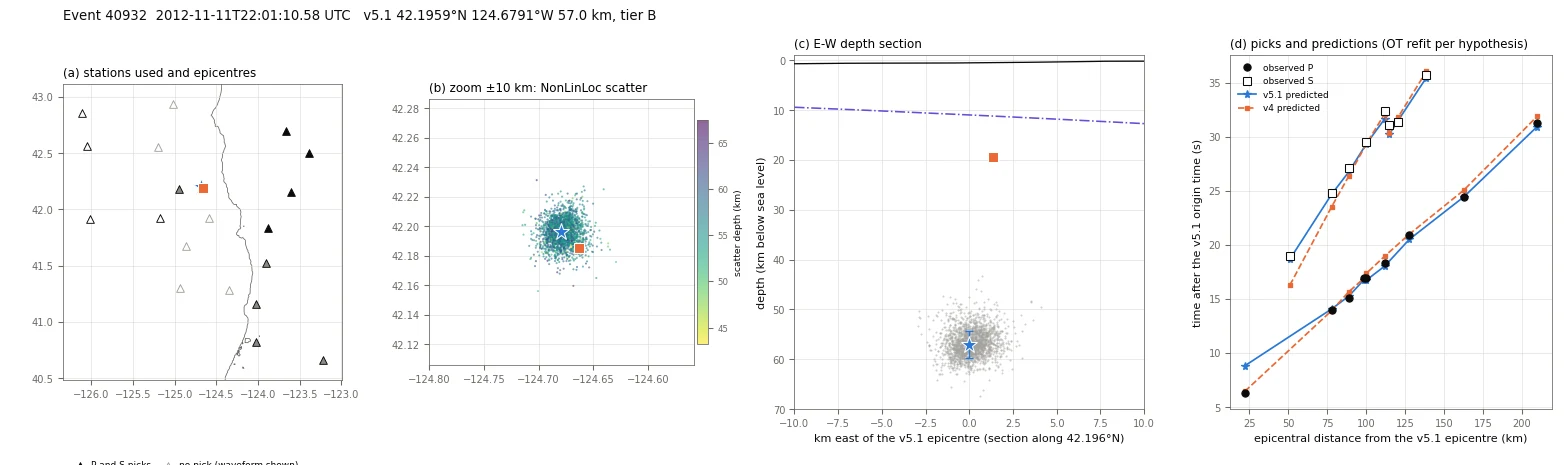 Event 40932 2012-11-11T22:01:10.58 UTC v5.1 42.1959°N 124.6791°W 57.0 km, tier B
(a) stations used and epicentres
43.0
42.5
42.0
41.5
41.0
40.5
−126.0 −125.5 −125.0 −124.5 −124.0 −123.5 −123.0
P and S picks no pick (waveform shown)
(b) zoom ±10 km: NonLinLoc scatter
42.28
42.26
42.24
42.22
42.20
42.18
42.16
42.14
42.12
−124.80 −124.75 −124.70 −124.65 −124.60
65
60
55
50
45
scatter depth (km)
(c) E-W depth section
0
10
20
30
40
50
60
70
depth (km below sea level)
−10.0 −7.5 −5.0 −2.5 0.0 2.5 5.0 7.5 10.0
km east of the v5.1 epicentre (section along 42.196°N)
(d) picks and predictions (OT refit per hypothesis)
observed P
observed S
v5.1 predicted
v4 predicted
35
30
25
20
15
10
5
time after the v5.1 origin time (s)
25 50 75 100 125 150 175 200
epicentral distance from the v5.1 epicentre (km)